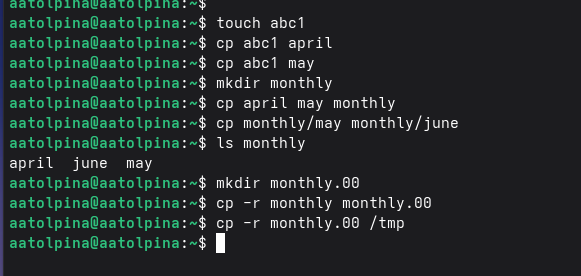 aatolpina@aatolpina:~$
aatolpina@aatolpina:~$ touch abc1
aatolpina@aatolpina:~$ cp abc1 april
aatolpina@aatolpina:~$ cp abc1 may
aatolpina@aatolpina:~$ mkdir monthly
aatolpina@aatolpina:~$ cp april may monthly
aatolpina@aatolpina:~$ cp monthly/may monthly/june
aatolpina@aatolpina:~$ ls monthly
april  june  may
aatolpina@aatolpina:~$ mkdir monthly.00
aatolpina@aatolpina:~$ cp -r monthly monthly.00
aatolpina@aatolpina:~$ cp -r monthly.00 /tmp
aatolpina@aatolpina:~$